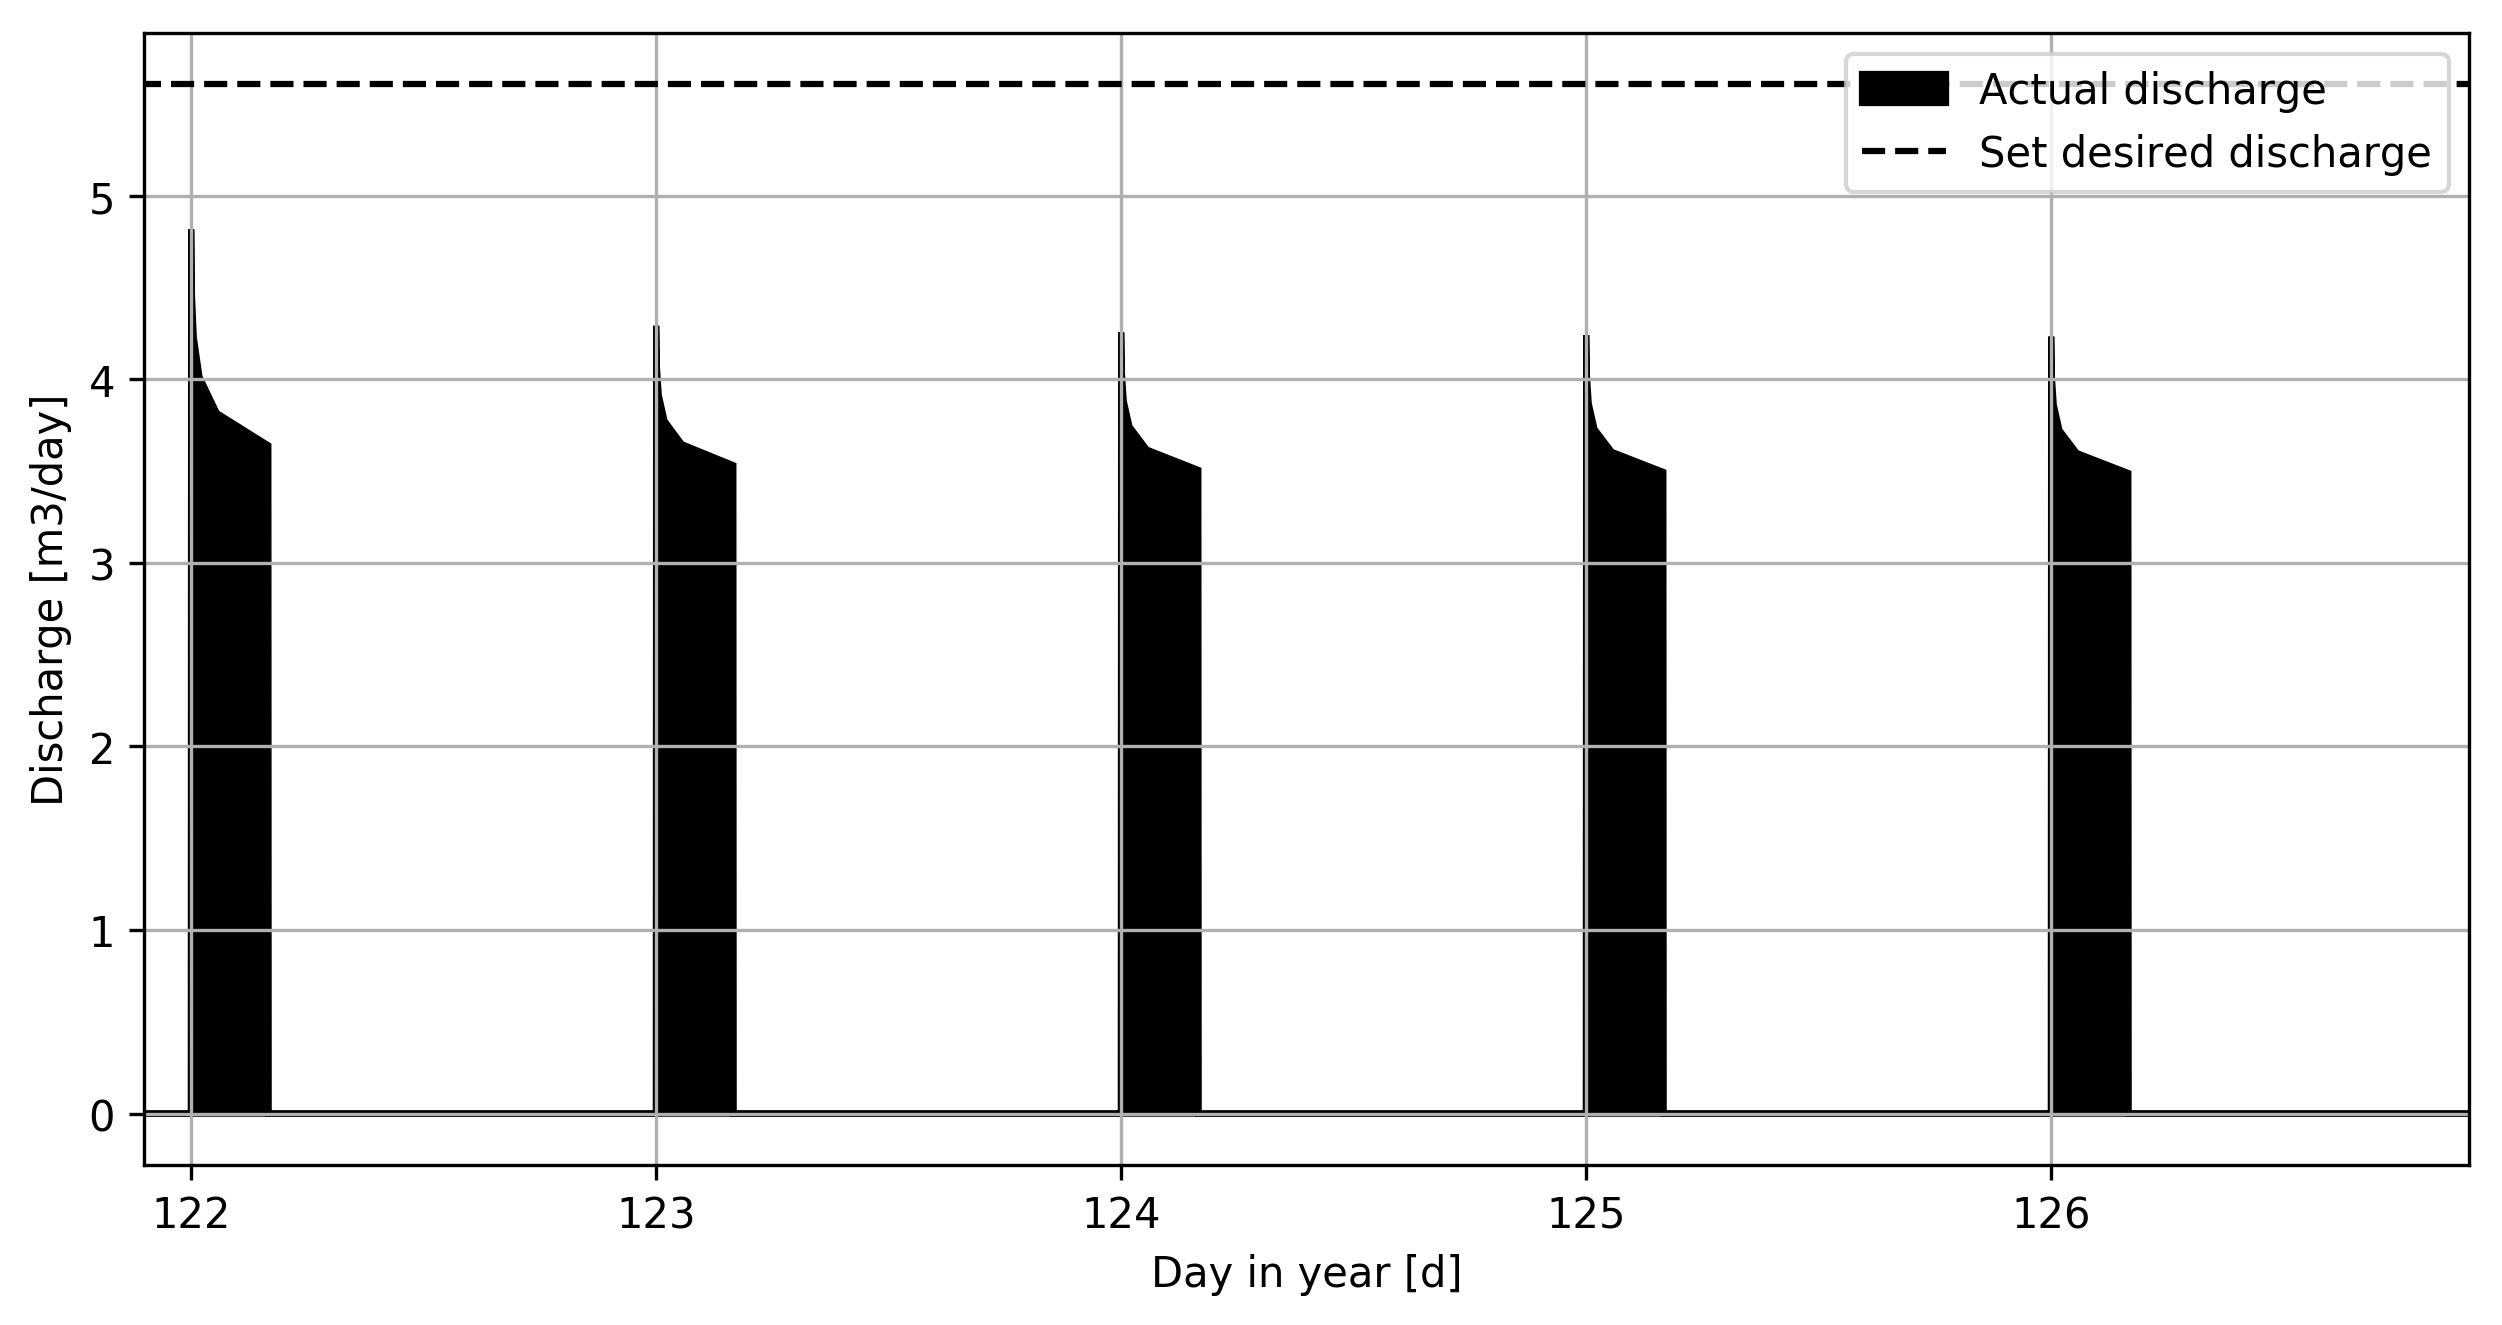 Actual discharge
Set desired discharge
Discharge [m3/day]
5
4
3
2
1
0
122 123 124 125 126
Day in year [d]